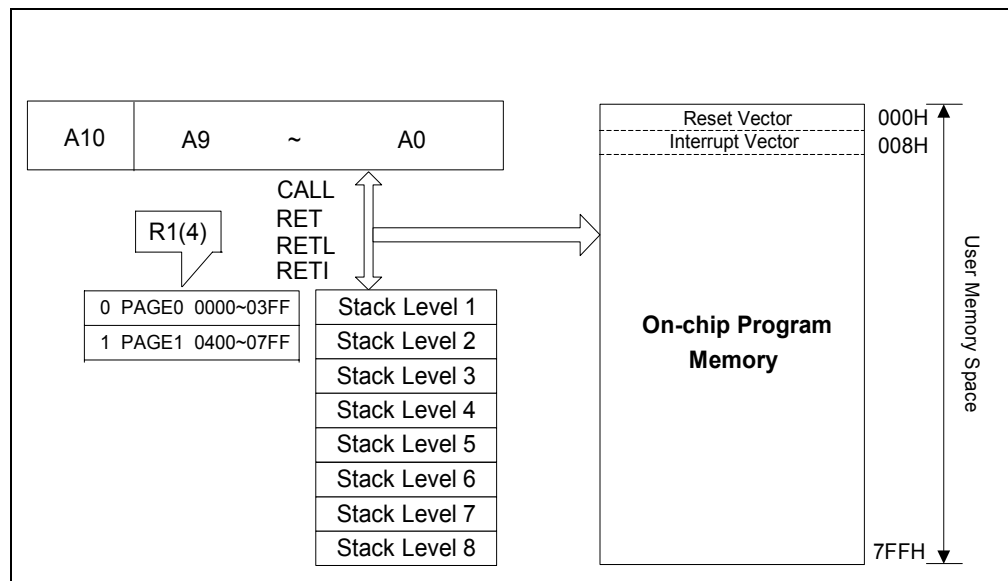 A10 A9 ~ A0
CALL
RET
RETL
RETI
R1(4)
0 PAGE0 0000~03FF
1 PAGE1 0400~07FF
Stack Level 1
Stack Level 2
Stack Level 3
Stack Level 4
Stack Level 5
Stack Level 6
Stack Level 7
Stack Level 8
Reset Vector 000H
Interrupt Vector 008H
On-chip Program
Memory
7FFH
User Memory Space